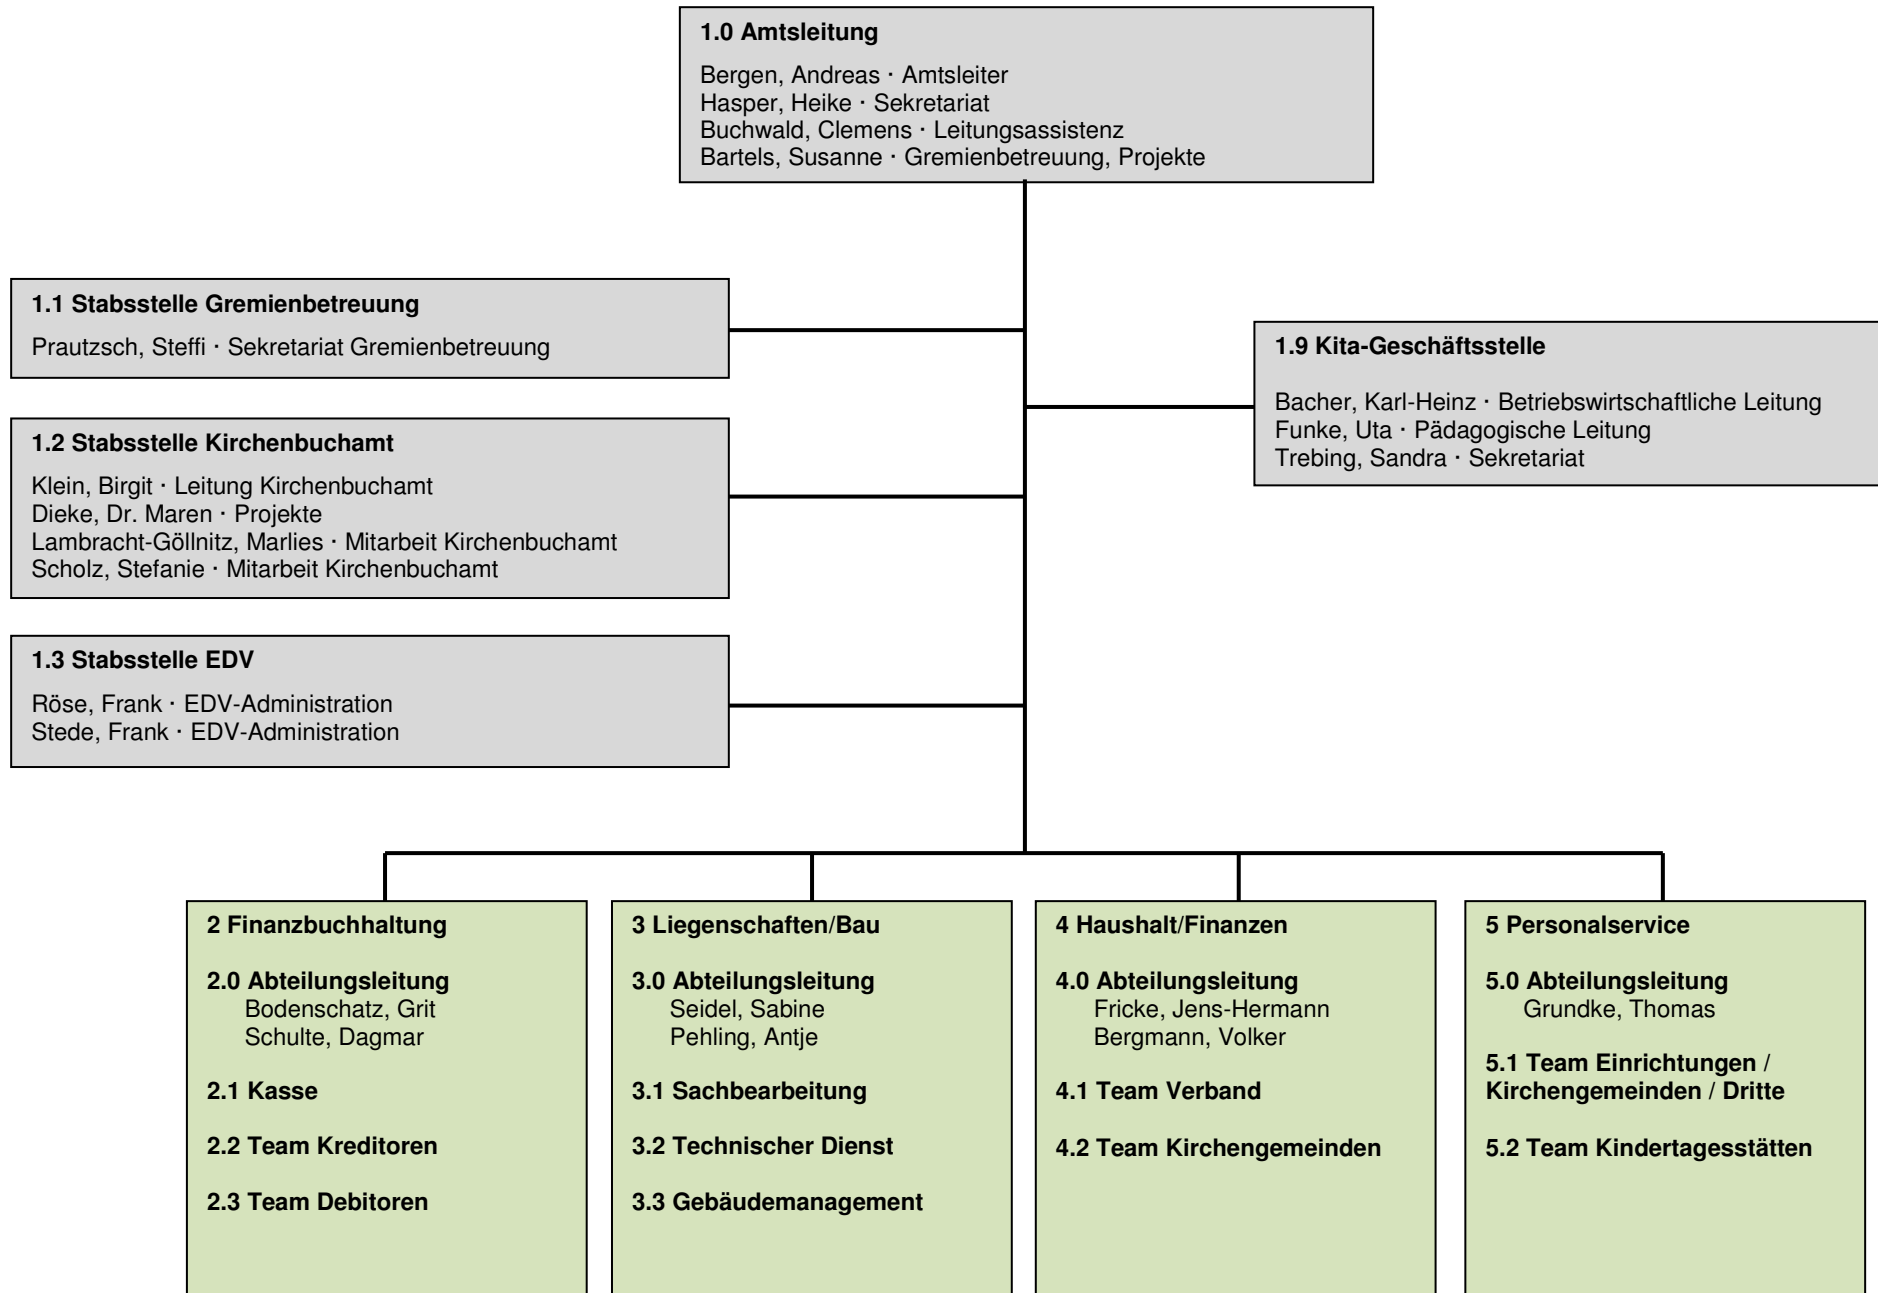 1.0 Amtsleitung
Bergen, Andreas · Amtsleiter
Hasper, Heike · Sekretariat
Buchwald, Clemens · Leitungsassistenz
Bartels, Susanne · Gremienbetreuung, Projekte
1.1 Stabsstelle Gremienbetreuung
Prautzsch, Steffi · Sekretariat Gremienbetreuung
1.9 Kita-Geschäftsstelle
Bacher, Karl-Heinz · Betriebswirtschaftliche Leitung
Funke, Uta · Pädagogische Leitung
Trebing, Sandra · Sekretariat
1.2 Stabsstelle Kirchenbuchamt
Klein, Birgit · Leitung Kirchenbuchamt
Dieke, Dr. Maren · Projekte
Lambracht-Göllnitz, Marlies · Mitarbeit Kirchenbuchamt
Scholz, Stefanie · Mitarbeit Kirchenbuchamt
1.3 Stabsstelle EDV
Röse, Frank · EDV-Administration
Stede, Frank · EDV-Administration
2 Finanzbuchhaltung
2.0 Abteilungsleitung
Bodenschatz, Grit
Schulte, Dagmar
2.1 Kasse
2.2 Team Kreditoren
2.3 Team Debitoren
3 Liegenschaften/Bau
3.0 Abteilungsleitung
Seidel, Sabine
Pehling, Antje
3.1 Sachbearbeitung
3.2 Technischer Dienst
3.3 Gebäudemanagement
4 Haushalt/Finanzen
4.0 Abteilungsleitung
Fricke, Jens-Hermann
Bergmann, Volker
4.1 Team Verband
4.2 Team Kirchengemeinden
5 Personalservice
5.0 Abteilungsleitung
Grundke, Thomas
5.1 Team Einrichtungen /
Kirchengemeinden / Dritte
5.2 Team Kindertagesstätten